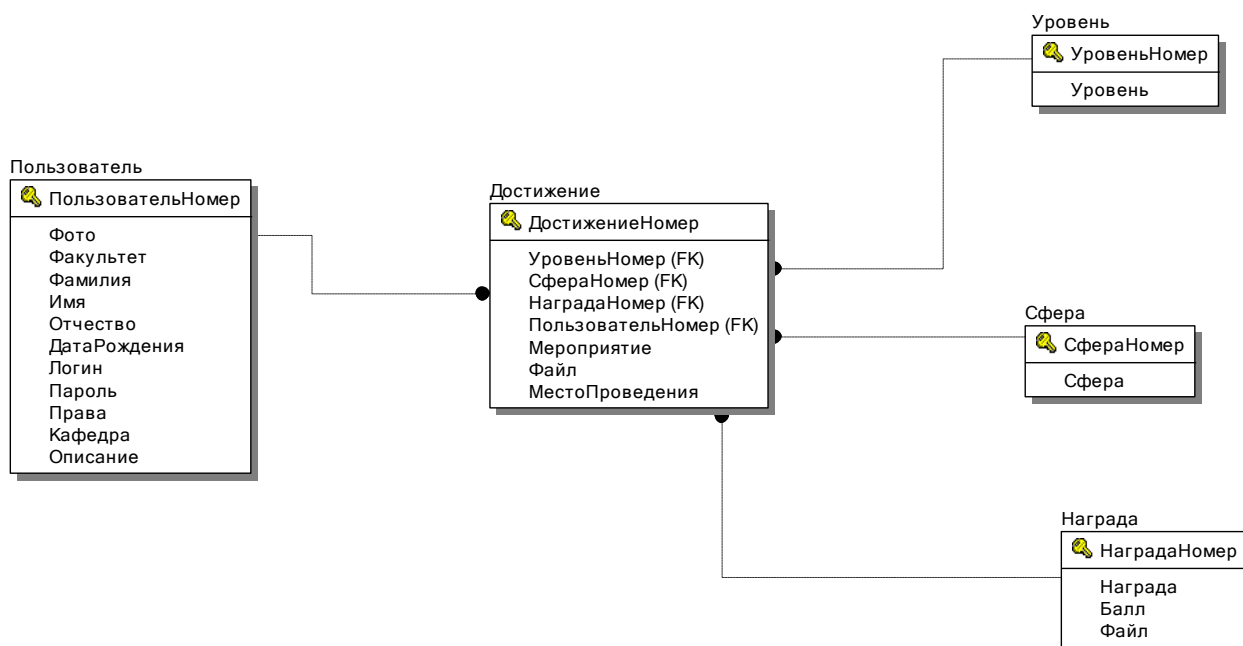 Пользователь
ПользовательНомер
Фото
Факультет
Фамилия
Имя
Отчество
ДатаРождения
Логин
Пароль
Права
Кафедра
Описание
Достижение
ДостижениеНомер
УровеньНомер (FK)
СфераНомер (FK)
НаградаНомер (FK)
ПользовательНомер (FK)
Мероприятие
Файл
МестоПроведения
Уровень
УровеньНомер
Уровень
Сфера
СфераНомер
Сфера
Награда
НаградаНомер
Награда
Балл
Файл